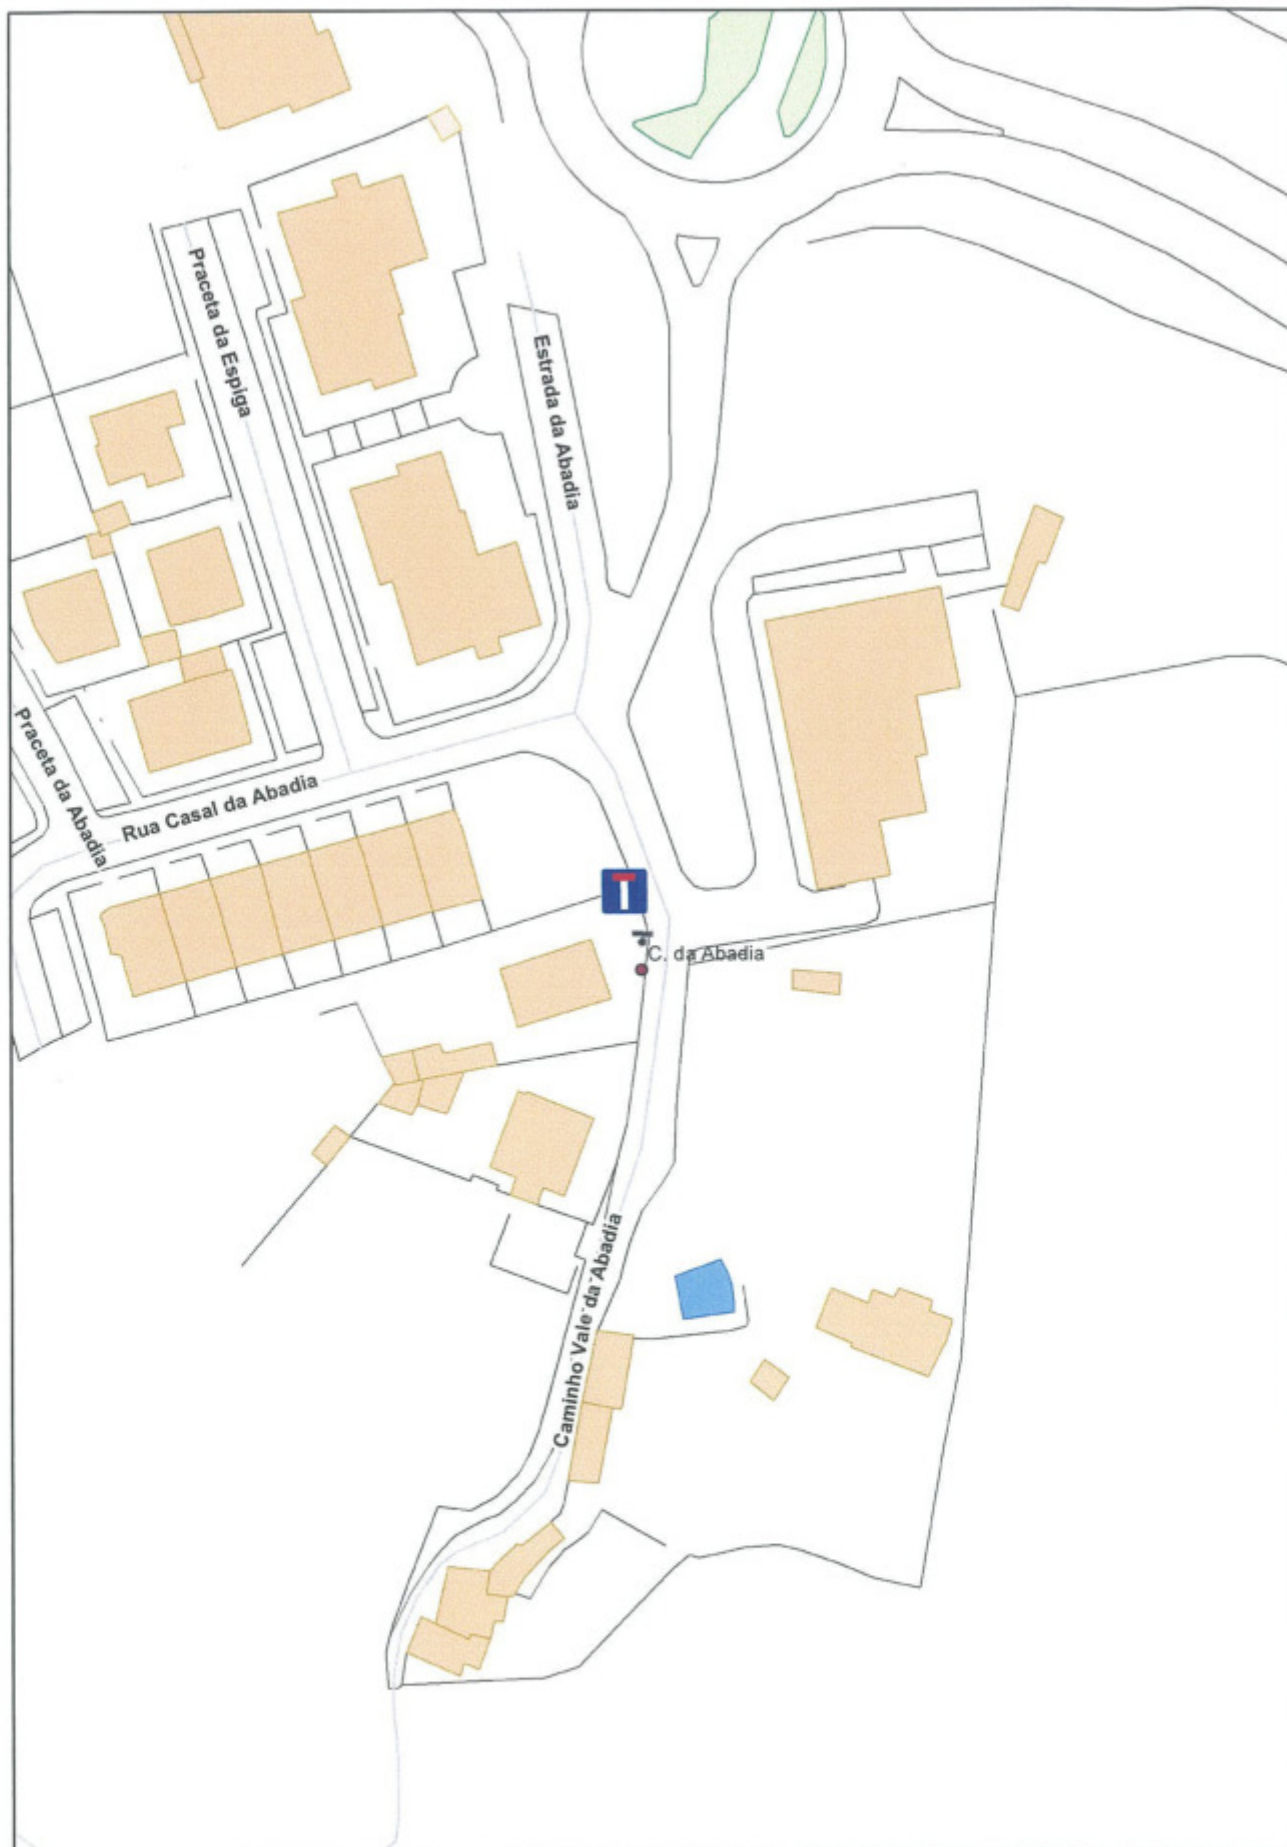 Praceta da Espiga
Estrada da Abadia
Praceta da Abadia
Rua Casal da Abadia
C. da Abadia
Caminho Vale da Abadia